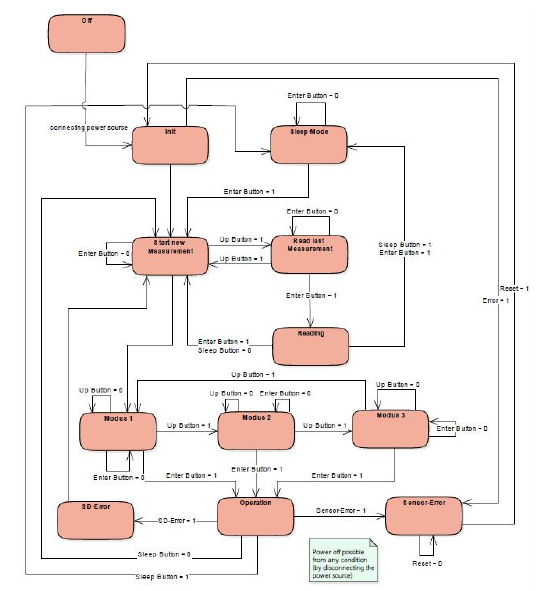 Off
Enter Button = 0
connecting power source
Init
Sleep Mode
Enter Button = 1
Enter Button = 0
Start new
Measurement
Up Button = 1
Read last
Measurement
Enter Button = 0
Up Button = 1
Sleep Button = 1
Enter Button = 1
Reset = 1
Enter Button = 1
Error = 1
Enter Button = 1
Sleep Button = 0
Reading
Up Button = 1
Up Button = 0
Up Button = 0
Enter Button = 0
Up Button = 0
Modus 1
Modus 2
Modus 3
Up Button = 1
Up Button = 1
Enter Button = 0
Enter Button = 0
Enter Button = 1
Enter Button = 1
Enter Button = 1
SD-Error
Operation
Sensor-Error
SD-Error = 1
Sensor-Error = 1
Sleep Button = 0
Power off possible
from any condition
(by disconnecting the
power source)
Reset = 0
Sleep Button = 1